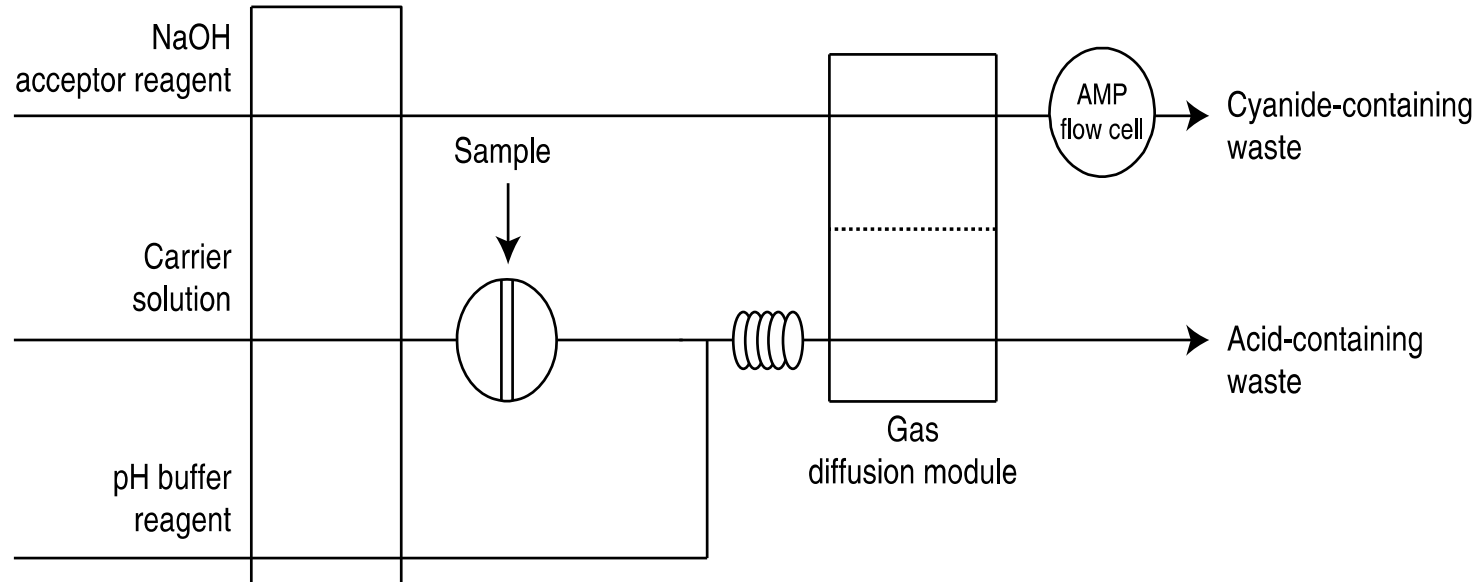 NaOH
acceptor reagent
AMP
flow cell
Cyanide-containing
waste
Sample
Carrier
solution
Acid-containing
waste
Gas
diffusion module
pH buffer
reagent